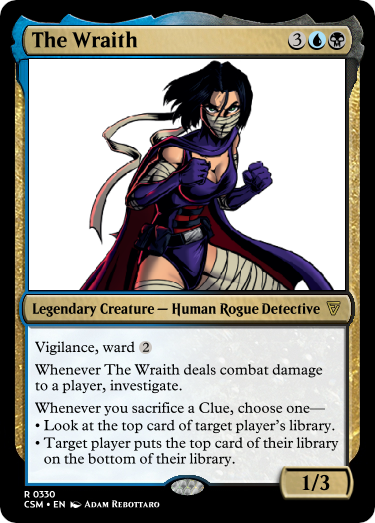 The Wraith 3
Legendary Creature — Human Rogue Detective
Vigilance, ward 2
Whenever The Wraith deals combat damage
to a player, investigate.
Whenever you sacrifice a Clue, choose one—
• Look at the top card of target player's library.
• Target player puts the top card of their library
on the bottom of their library.
1/3
R 0330
CSM • EN Adam Rebottaro